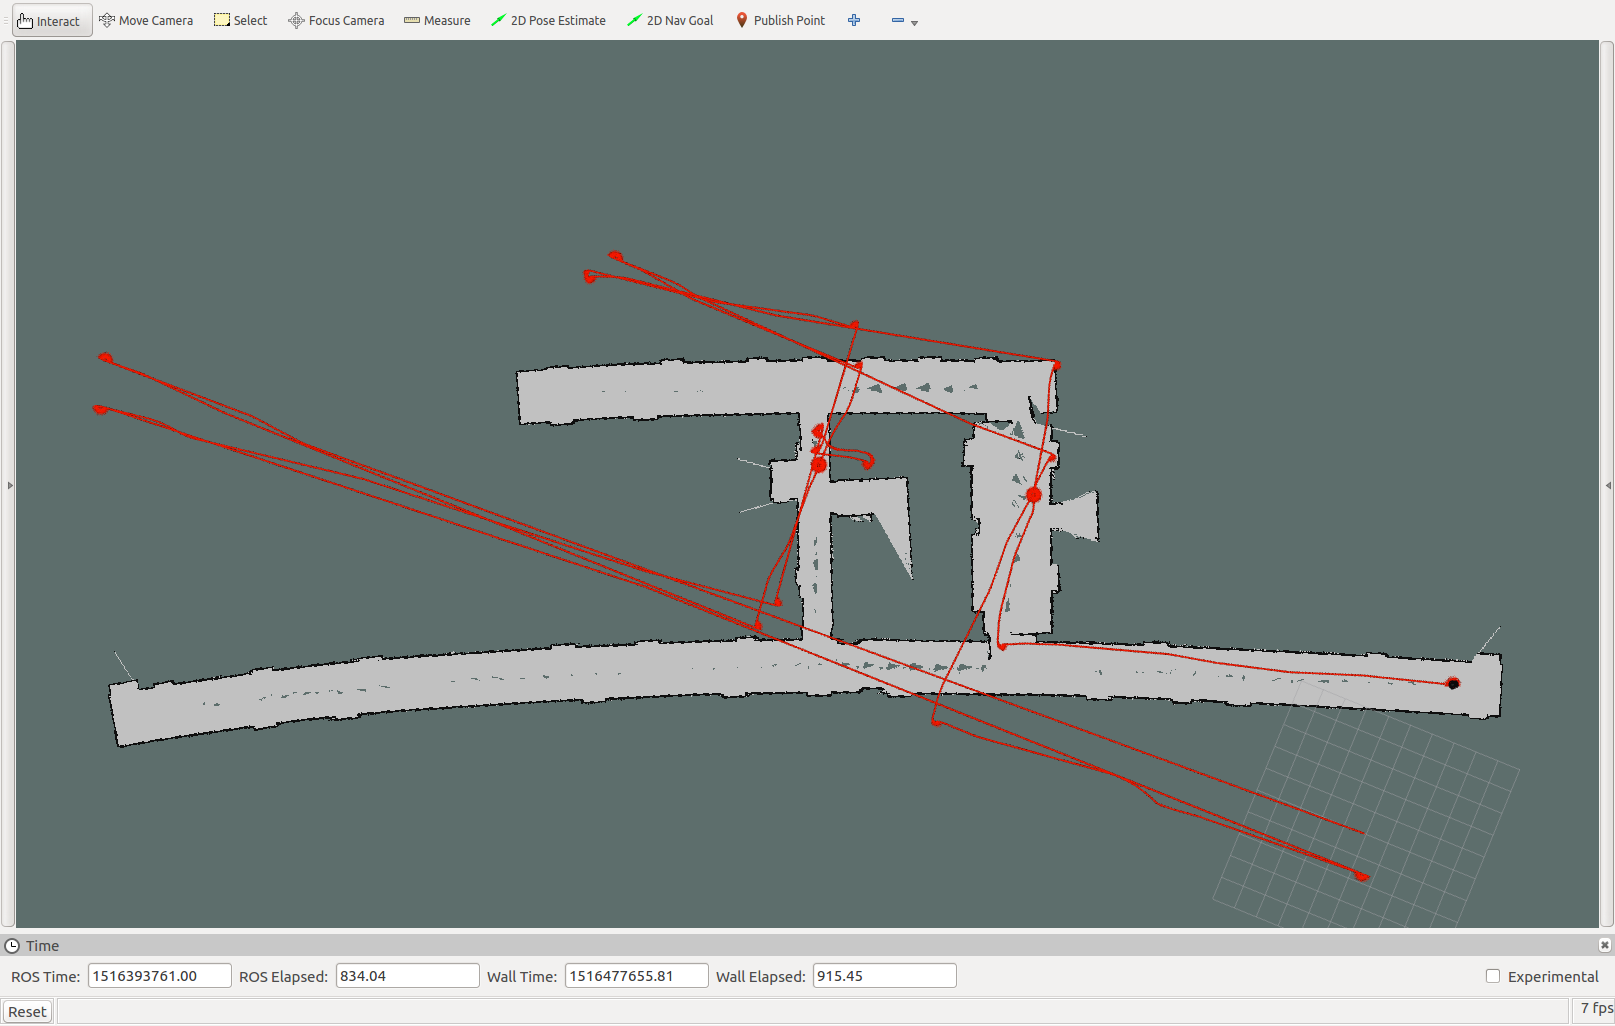 Interact Move Camera Select Focus Camera Measure 2D Pose Estimate 2D Nav Goal Publish Point
Time
ROS Time: 1516393761.00 ROS Elapsed: 834.04 Wall Time: 1516477655.81 Wall Elapsed: 915.45 Experimental
Reset 7 fps